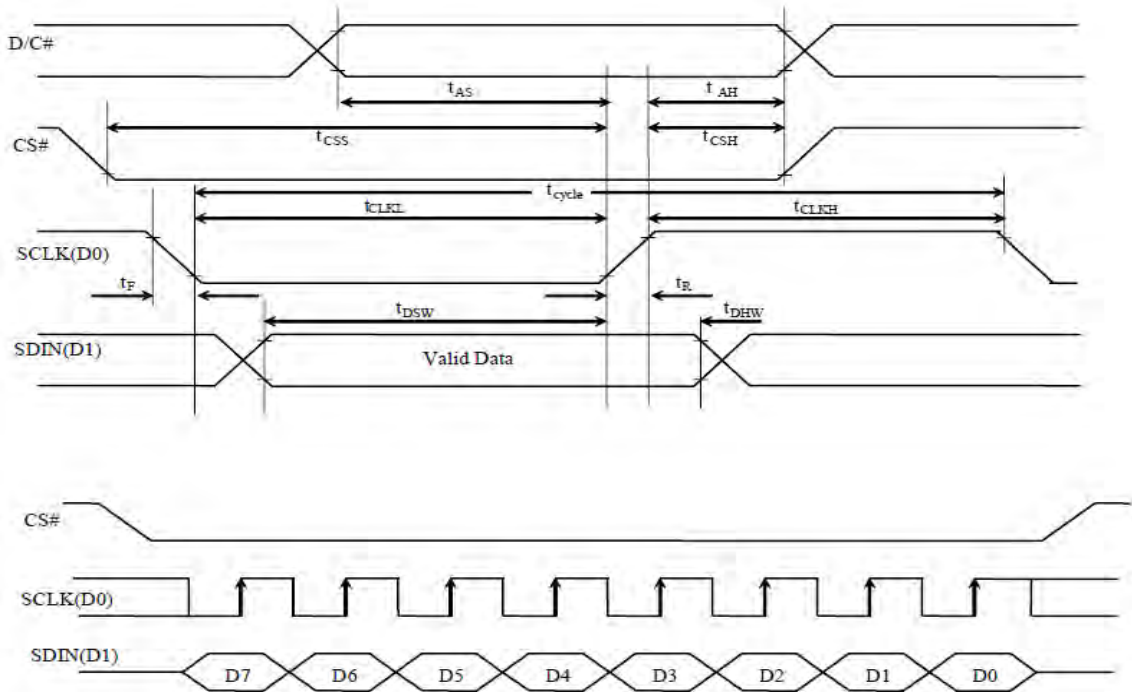 D/C#
tAS
tAH
tCSS
tCSH
CS#
tcycle
tCLKL
tCLKH
SCLK(D0)
tF
tR
tDSW
tDHW
SDIN(D1)
Valid Data
CS#
SCLK(D0)
SDIN(D1)
D7 D6 D5 D4 D3 D2 D1 D0